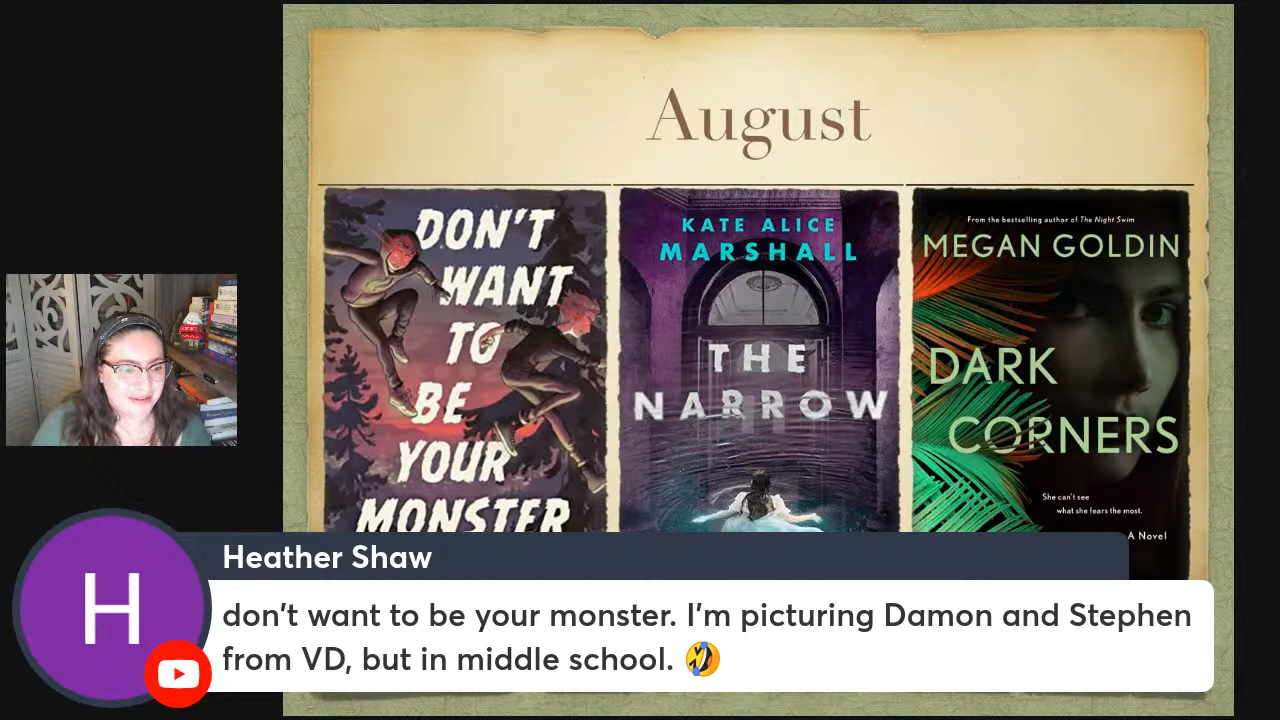 August
DON'T
WANT
TO
BE
YOUR
MONSTER
KATE ALICE
MARSHALL
THE
NARROW
From the bestselling author of The Night Swim
MEGAN GOLDIN
DARK
CORNERS
She can't see
what she fears the most.
A Novel
H
Heather Shaw
don't want to be your monster. I'm picturing Damon and Stephen
from VD, but in middle school. 🤣